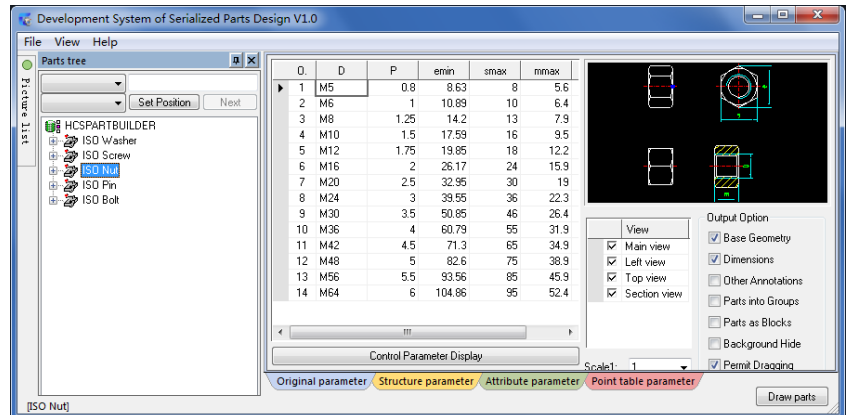 Development System of Serialized Parts Design V1.0
File View Help
Picture list
Parts tree
Set Position Next
HCSPARTBUILDER
ISO Washer
ISO Screw
ISO Nut
ISO Pin
ISO Bolt
O. D P emin smax mmax
1 M5 0.8 8.63 8 5.6
2 M6 1 10.89 10 6.4
3 M8 1.25 14.2 13 7.9
4 M10 1.5 17.59 16 9.5
5 M12 1.75 19.85 18 12.2
6 M16 2 26.17 24 15.9
7 M20 2.5 32.95 30 19
8 M24 3 39.55 36 22.3
9 M30 3.5 50.85 46 26.4
10 M36 4 60.79 55 31.9
11 M42 4.5 71.3 65 34.9
12 M48 5 82.6 75 38.9
13 M56 5.5 93.56 85 45.9
14 M64 6 104.86 95 52.4
Control Parameter Display
Original parameter Structure parameter Attribute parameter Point table parameter
View
Main view
Left view
Top view
Section view
Scale1: 1
Output Option
Base Geometry
Dimensions
Other Annotations
Parts into Groups
Parts as Blocks
Background Hide
Permit Dragging
Draw parts
[ISO Nut]